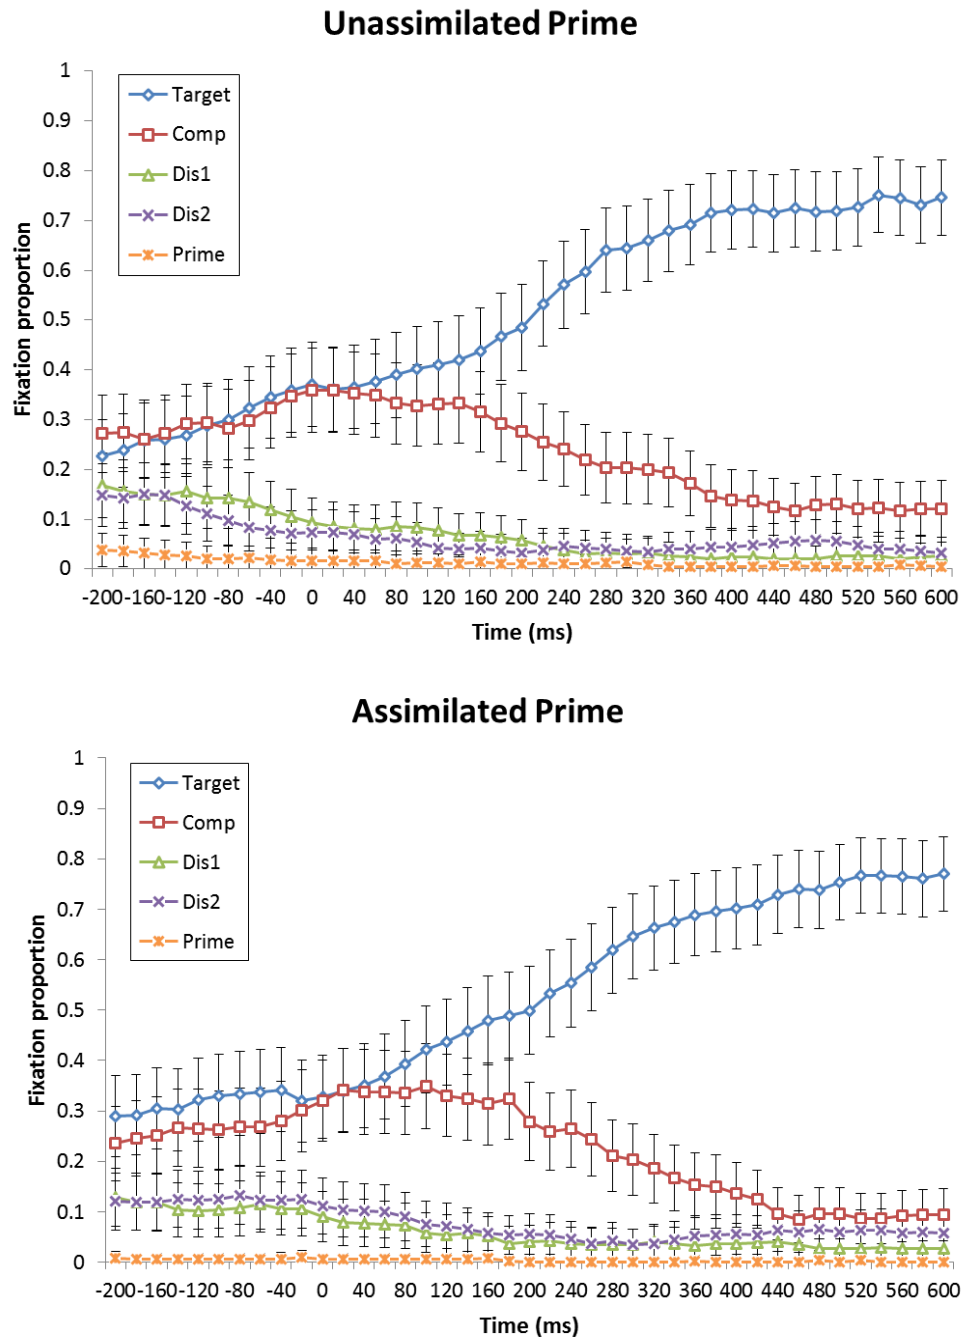 Unassimilated Prime
1
0.9
0.8
0.7
0.6
0.5
0.4
0.3
0.2
0.1
0
Fixation proportion
Target
Comp
Dis1
Dis2
Prime
-200 -160 -120 -80 -40 0 40 80 120 160 200 240 280 320 360 400 440 480 520 560 600
Time (ms)
Assimilated Prime
1
0.9
0.8
0.7
0.6
0.5
0.4
0.3
0.2
0.1
0
Fixation proportion
Target
Comp
Dis1
Dis2
Prime
-200 -160 -120 -80 -40 0 40 80 120 160 200 240 280 320 360 400 440 480 520 560 600
Time (ms)